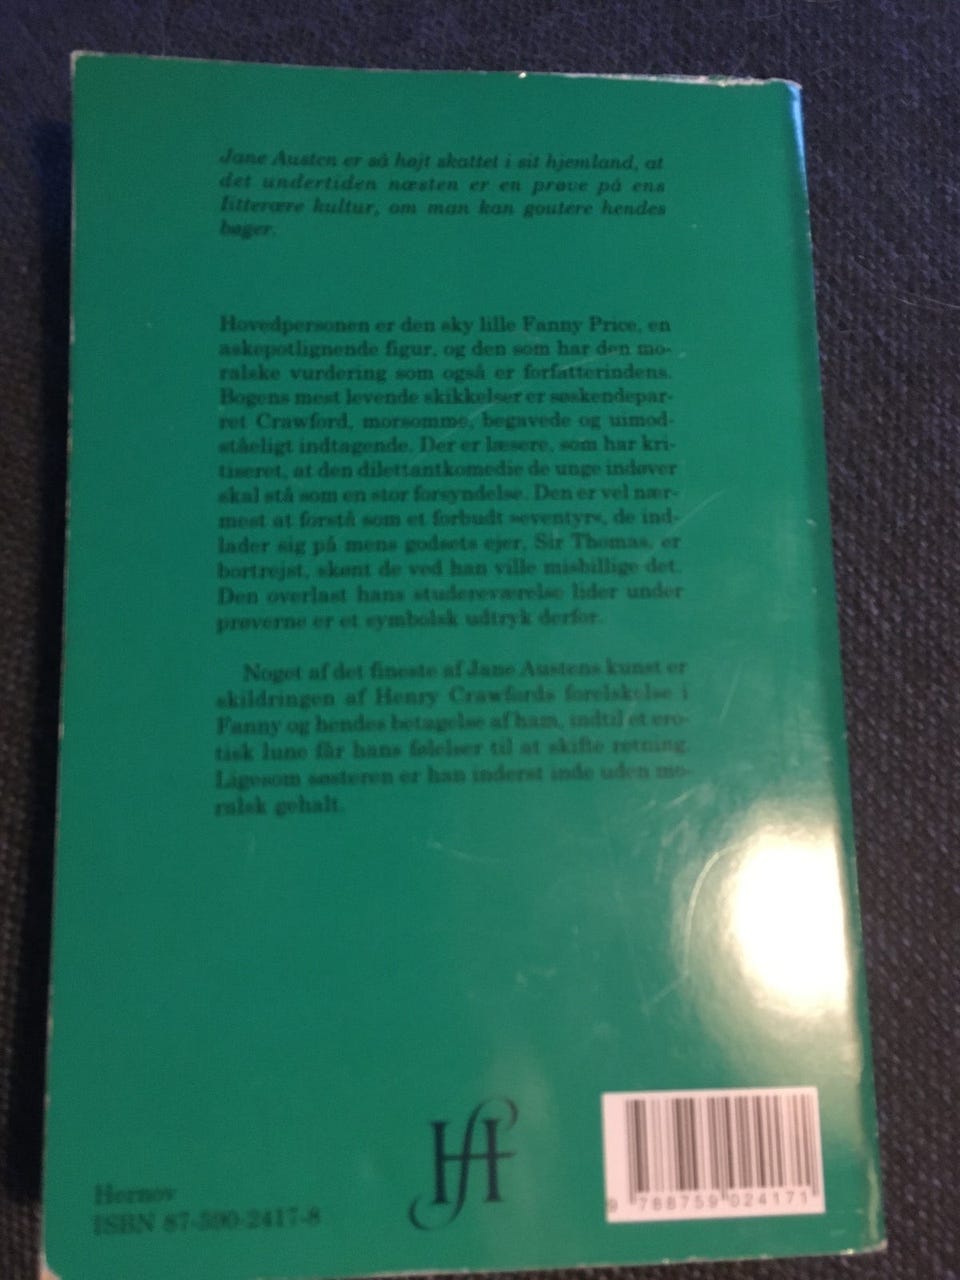 Jane Austen er så højt skattet i sit hjemland, at
det undertiden næsten er en prøve på ens
litterære kultur, om man kan goutere hendes
bøger.
Hovedpersonen er den sky lille Fanny Price, en
askepotlignende figur, og den som har den mo-
ralske vurdering som også er forfatterindens.
Bogens mest levende skikkelser er søskendepar-
ret Crawford, morsomme, begavede og uimod-
ståeligt indtagende. Der er læsere, som har kri-
tiseret, at den dilettantkomedie de unge indøver
skal stå som en stor forsyndelse. Den er vel nær-
mest at forstå som et forbudt »eventyr«, de ind-
lader sig på mens godsets ejer, Sir Thomas, er
bortrejst, skønt de ved han ville misbillige det.
Den overlast hans studereværelse lider under
prøverne er et symbolsk udtryk derfor.
Noget af det fineste af Jane Austens kunst er
skildringen af Henry Crawfords forelskelse i
Fanny og hendes betagelse af ham, indtil et ero-
tisk lune får hans følelser til at skifte retning.
Ligesom søsteren er han inderst inde uden mo-
ralsk gehalt.
HH
Hernov
ISBN 87-590-2417-8
9 788759 024171